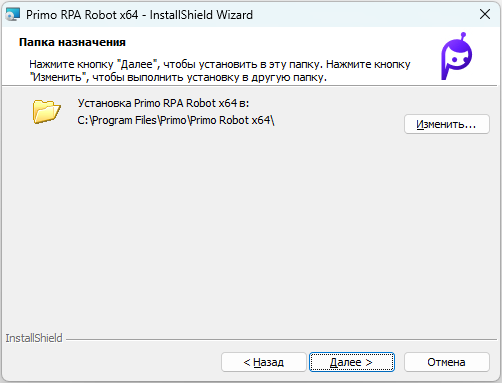 Primo RPA Robot x64 - InstallShield Wizard
Папка назначения
Нажмите кнопку "Далее", чтобы установить в эту папку. Нажмите кнопку
"Изменить", чтобы выполнить установку в другую папку.
Установка Primo RPA Robot x64 в:
C:\Program Files\Primo\Primo Robot x64\
Изменить...
InstallShield
< Назад
Далее >
Отмена